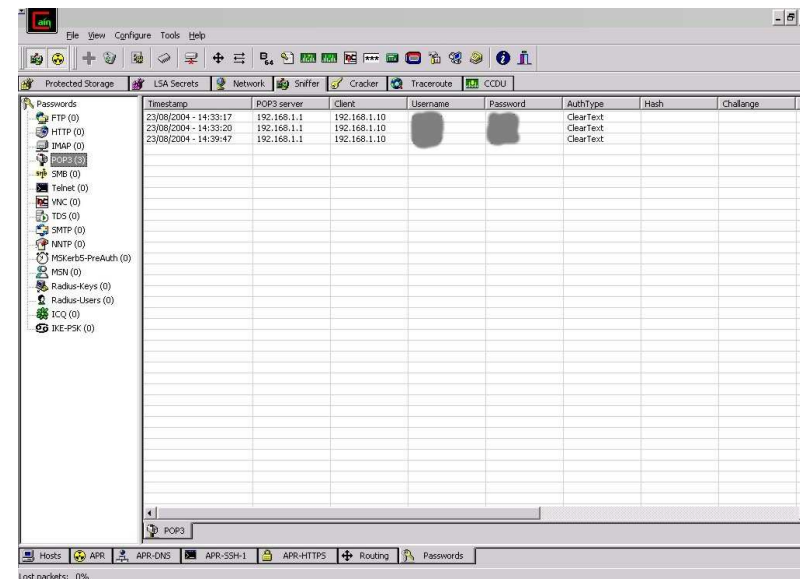 Cain
File View Configure Tools Help
Protected Storage LSA Secrets Network Sniffer Cracker Traceroute CCDU
Passwords
FTP (0)
HTTP (0)
IMAP (0)
POP3 (3)
SMB (0)
Telnet (0)
VNC (0)
TDS (0)
SMTP (0)
NNTP (0)
MSKerb5-PreAuth (0)
MSN (0)
Radius-Keys (0)
Radius-Users (0)
ICQ (0)
IKE-PSK (0)
Timestamp POP3 server Client Username Password AuthType Hash Challange
23/08/2004 - 14:33:17 192.168.1.1 192.168.1.10 ClearText
23/08/2004 - 14:33:20 192.168.1.1 192.168.1.10 ClearText
23/08/2004 - 14:39:47 192.168.1.1 192.168.1.10 ClearText
POP3
Hosts APR APR-DNS APR-SSH-1 APR-HTTPS Routing Passwords
Lost packets: 0%